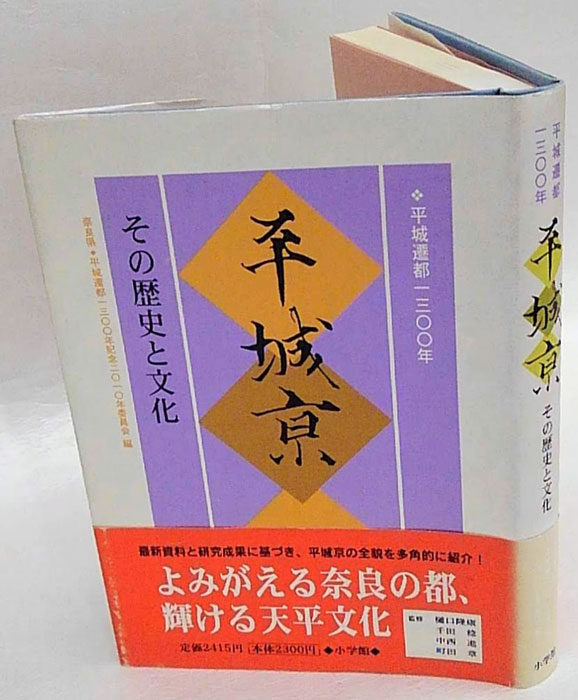 ❖平城遷都一三〇〇年
平城京
その歴史と文化
奈良県・平城遷都一三〇〇年記念二〇一〇年委員会 編
最新資料と研究成果に基づき、平城京の全貌を多角的に紹介！
よみがえる奈良の都、
輝ける天平文化
定価2415円［本体2300円］◆小学館◆
監修
樋口隆康
千田 稔
中西 進
町田 章
平城遷都
一三〇〇年
平城京
その歴史と文化
小学館